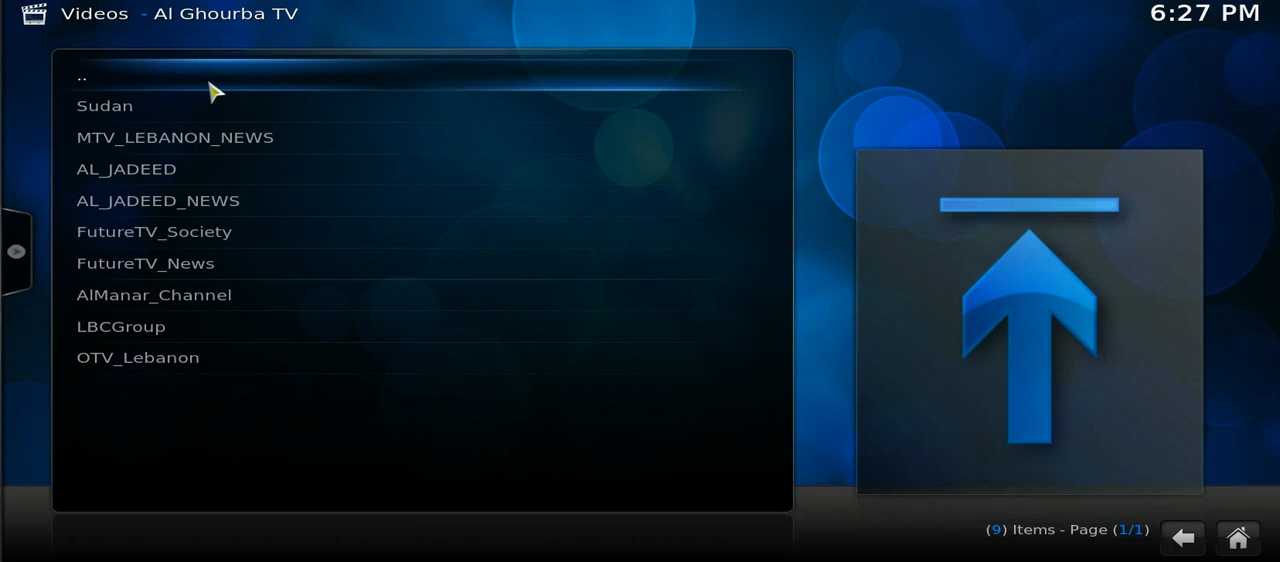 Videos - Al Ghourba TV
6:27 PM
..
Sudan
MTV_LEBANON_NEWS
AL_JADEED
AL_JADEED_NEWS
FutureTV_Society
FutureTV_News
AlManar_Channel
LBCGroup
OTV_Lebanon
(9) Items - Page (1/1)